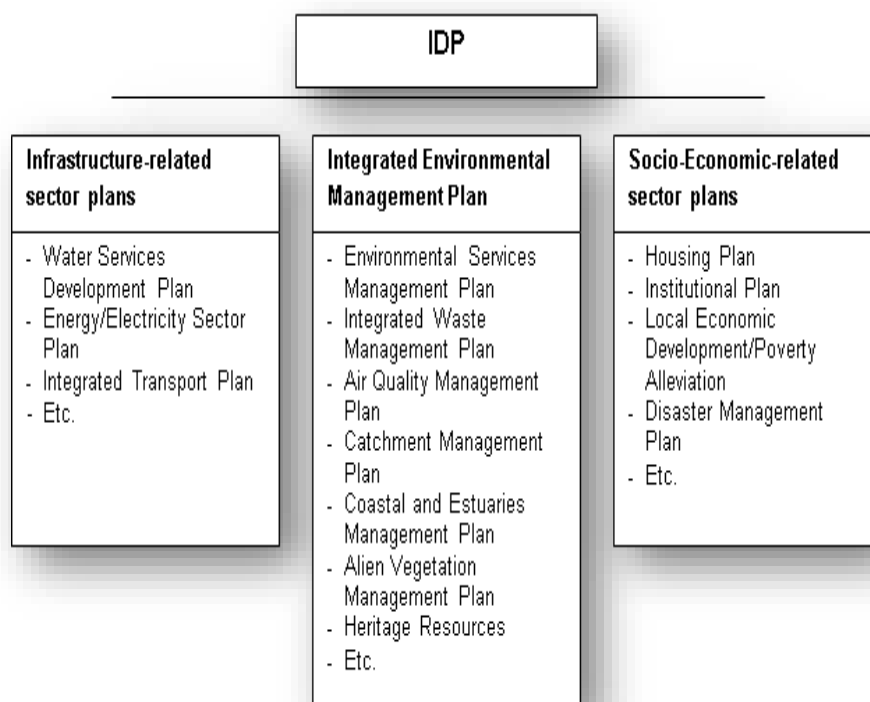 IDP
Infrastructure-related
sector plans
- Water Services
Development Plan
- Energy/Electricity Sector
Plan
- Integrated Transport Plan
- Etc.
Integrated Environmental
Management Plan
- Environmental Services
Management Plan
- Integrated Waste
Management Plan
- Air Quality Management
Plan
- Catchment Management
Plan
- Coastal and Estuaries
Management Plan
- Alien Vegetation
Management Plan
- Heritage Resources
- Etc.
Socio-Economic-related
sector plans
- Housing Plan
- Institutional Plan
- Local Economic
Development/Poverty
Alleviation
- Disaster Management
Plan
- Etc.